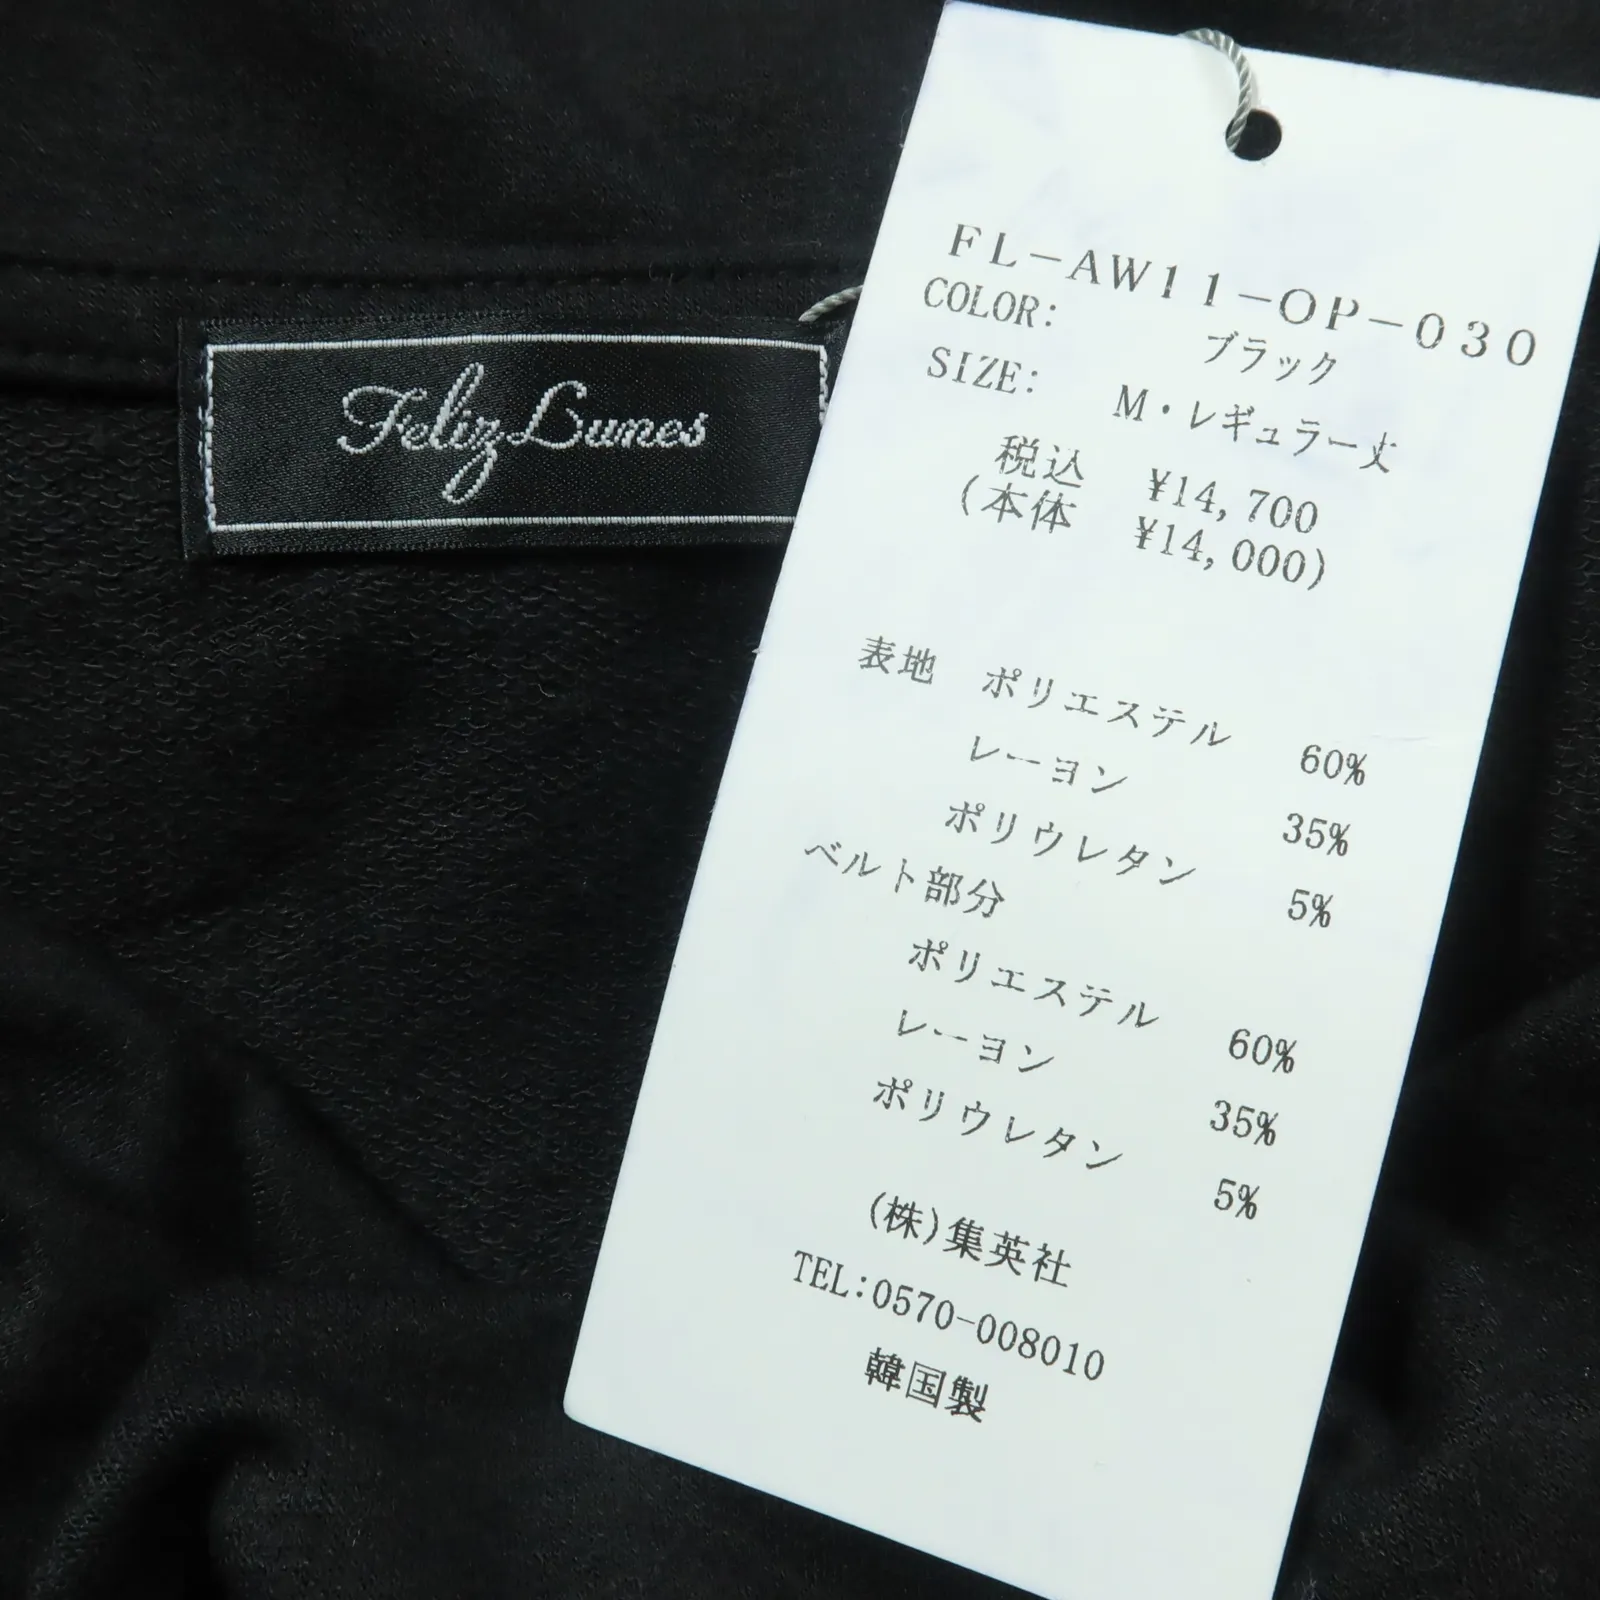 Feliz Lunes
FL-AW11-OP-030
COLOR: ブラック
SIZE: M・レギュラー丈
税込 ¥14,700
(本体 ¥14,000)
表地 ポリエステル 60%
レーヨン 35%
ポリウレタン 5%
ベルト部分
ポリエステル 60%
レーヨン 35%
ポリウレタン 5%
(株)集英社
TEL:0570-008010
韓国製